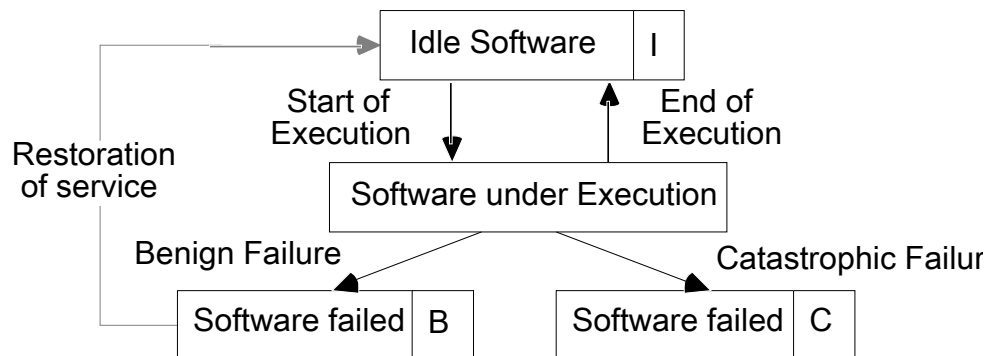 Idle Software I
Start of
Execution
End of
Execution
Restoration
of service
Software under Execution
Benign Failure
Catastrophic Failur
Software failed B
Software failed C